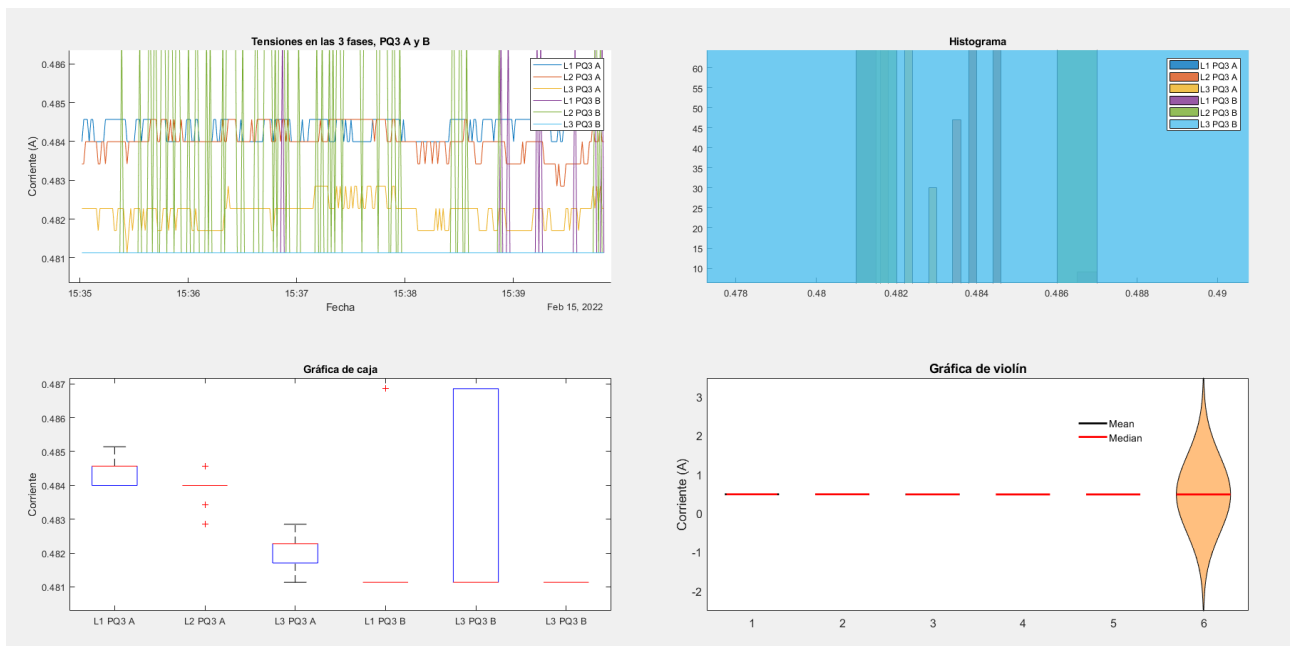 Tensiones en las 3 fases, PQ3 A y B
0.486
0.485
0.484
0.483
0.482
0.481
Corriente (A)
L1 PQ3 A
L2 PQ3 A
L3 PQ3 A
L1 PQ3 B
L2 PQ3 B
L3 PQ3 B
15:35
15:36
15:37
15:38
15:39
Fecha
Feb 15, 2022
Histograma
60
55
50
45
40
35
30
25
20
15
10
L1 PQ3 A
L2 PQ3 A
L3 PQ3 A
L1 PQ3 B
L2 PQ3 B
L3 PQ3 B
0.478
0.48
0.482
0.484
0.486
0.488
0.49
Gráfica de caja
0.487
0.486
0.485
0.484
0.483
0.482
0.481
Corriente
L1 PQ3 A
L2 PQ3 A
L3 PQ3 A
L1 PQ3 B
L3 PQ3 B
L3 PQ3 B
Gráfica de violín
3
2
1
0
-1
-2
Corriente (A)
Mean
Median
1
2
3
4
5
6